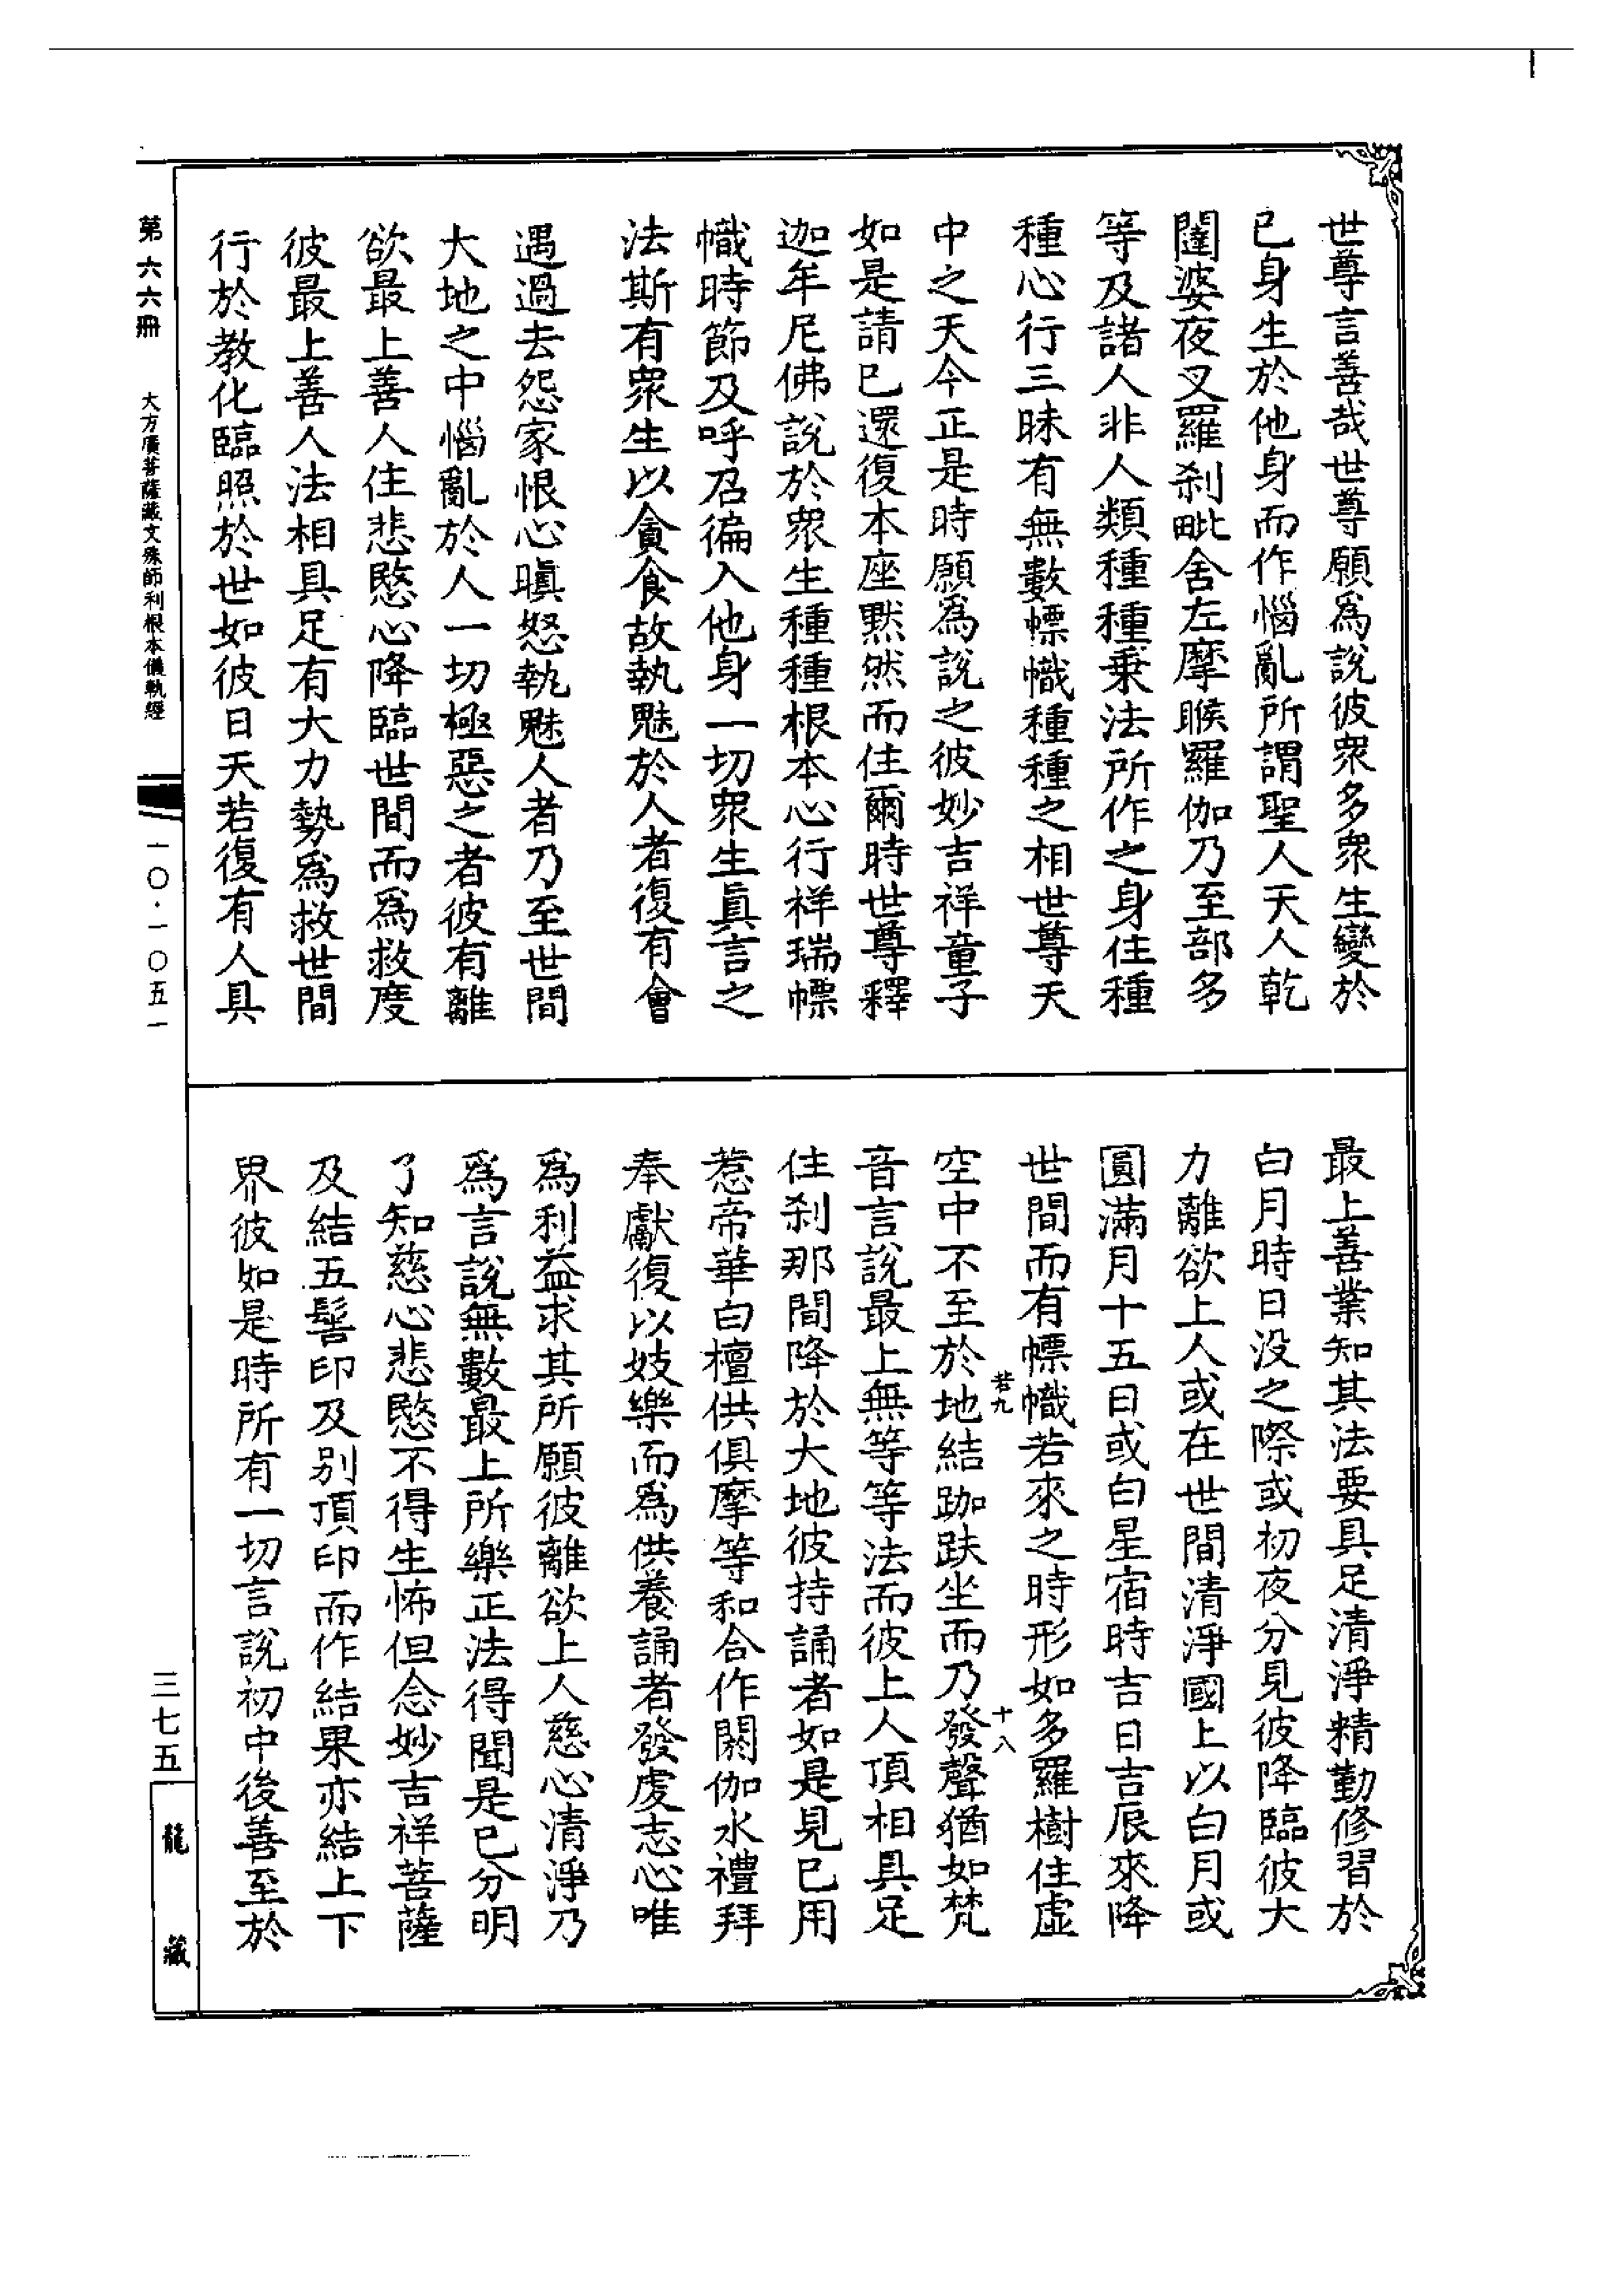 世尊言善哉世尊願爲說彼衆多衆生變於
已身生於他身而作惱亂所謂聖人天人乾
闥婆夜叉羅刹毗舍左摩睺羅伽乃至部多
等及諸人非人類種種乗法所作之身住種
種心行三昧有無數幖幟種種之相世尊天
中之天今正是時願爲說之彼妙吉祥童子
如是請已還復本座黙然而住爾時世尊釋
迦牟尼佛說於衆生種種根本心行祥瑞幖
幟時節及呼召徧入他身一切衆生眞言之
法斯有衆生以貪食故執魅於人者復有會
遇過去怨家恨心瞋怒執魅人者乃至世間
大地之中惱亂於人一切極惡之者彼有離
欲最上善人住悲愍心降臨世間而爲救度
彼最上善人法相具足有大力勢爲救世間
行於教化臨照於世如彼日天若復有人具
最上善業知其法要具足清淨精勤修習於
白月時日没之際或初夜分見彼降臨彼大
力離欲上人或在世間清淨國上以白月或
圓滿月十五日或白星宿時吉日吉辰來降
世間而有幖幟若來之時形如多羅樹住虛
若九
十八
空中不至於地結跏趺坐而乃發聲猶如梵
音言說最上無等等法而彼上人頂相具足
住刹那間降於大地彼持誦者如是見已用
惹帝華白檀供俱摩等和合作閼伽水禮拜
奉獻復以妓樂而爲供養誦者發虔志心唯
爲利益求其所願彼離欲上人慈心清淨乃
爲言說無數最上所樂正法得聞是已分明
了知慈心悲愍不得生怖但念妙吉祥菩薩
及結五髻印及別頂印而作結界亦結上下
界彼如是時所有一切言說初中後善至於
第六六冊
大方廣菩薩藏文殊師利根本儀軌經
一〇·一〇五一
三七五
龍藏